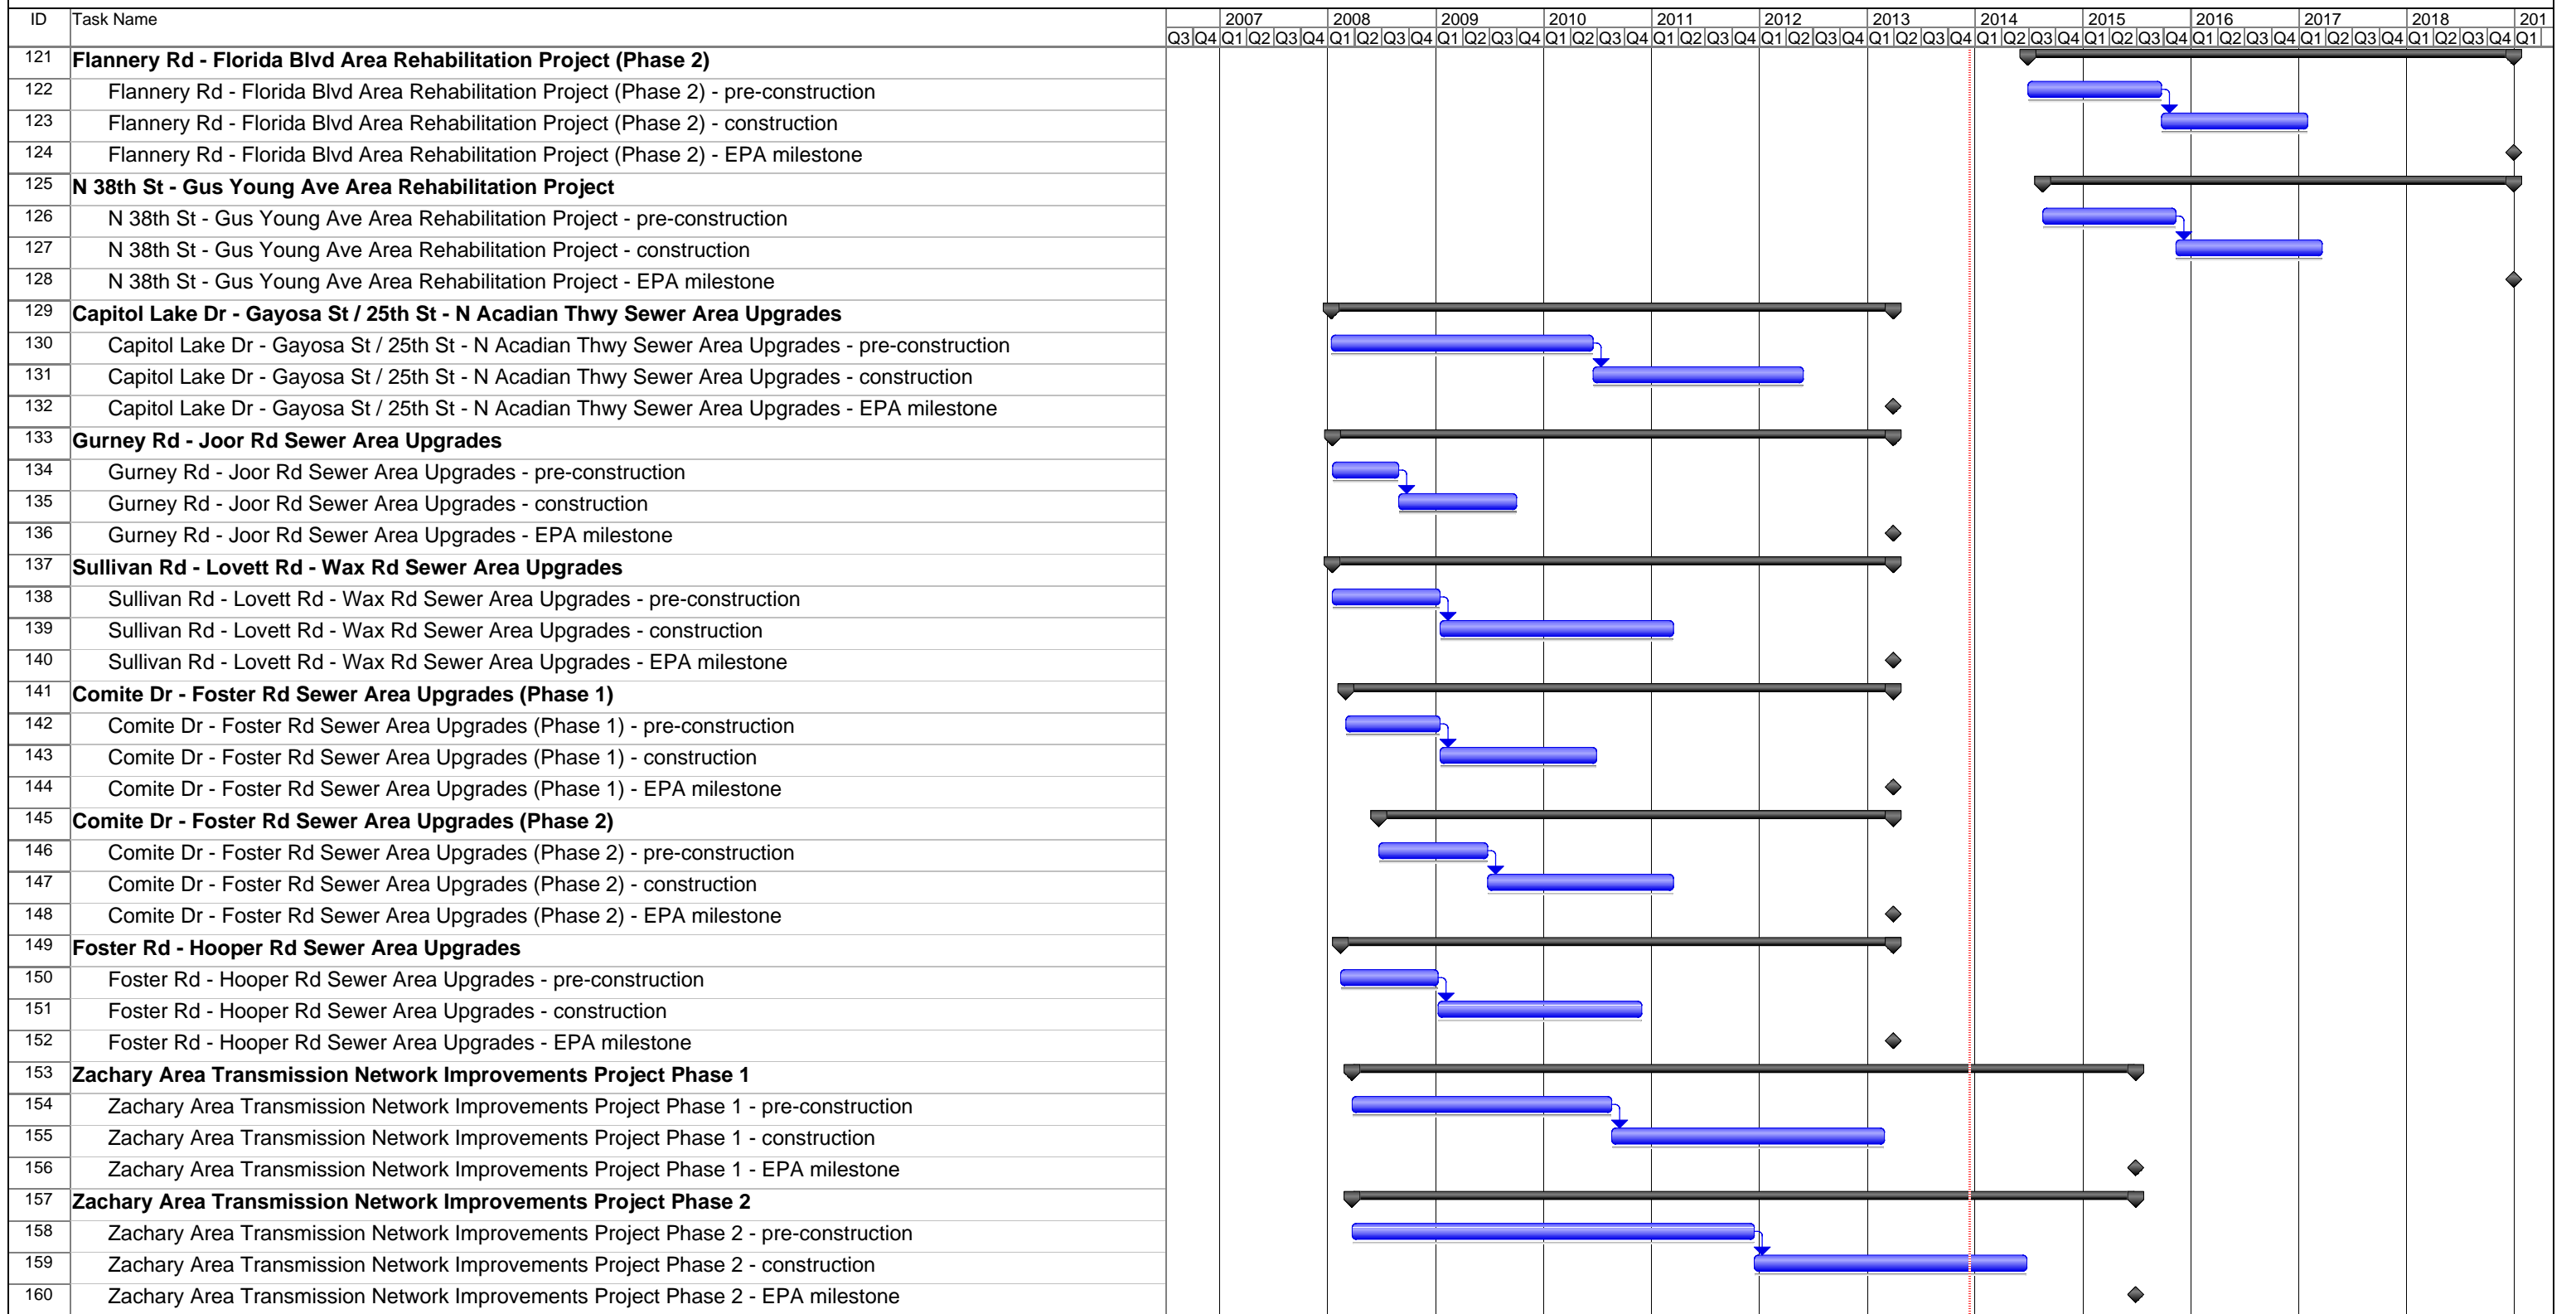 ID Task Name 2007 2008 2009 2010 2011 2012 2013 2014 2015 2016 2017 2018 201
Q3 Q4 Q1 Q2 Q3 Q4 Q1 Q2 Q3 Q4 Q1 Q2 Q3 Q4 Q1 Q2 Q3 Q4 Q1 Q2 Q3 Q4 Q1 Q2 Q3 Q4 Q1 Q2 Q3 Q4 Q1 Q2 Q3 Q4 Q1 Q2 Q3 Q4 Q1 Q2 Q3 Q4 Q1 Q2 Q3 Q4 Q1 Q2 Q3 Q4 Q1
121 Flannery Rd - Florida Blvd Area Rehabilitation Project (Phase 2)
122 Flannery Rd - Florida Blvd Area Rehabilitation Project (Phase 2) - pre-construction
123 Flannery Rd - Florida Blvd Area Rehabilitation Project (Phase 2) - construction
124 Flannery Rd - Florida Blvd Area Rehabilitation Project (Phase 2) - EPA milestone
125 N 38th St - Gus Young Ave Area Rehabilitation Project
126 N 38th St - Gus Young Ave Area Rehabilitation Project - pre-construction
127 N 38th St - Gus Young Ave Area Rehabilitation Project - construction
128 N 38th St - Gus Young Ave Area Rehabilitation Project - EPA milestone
129 Capitol Lake Dr - Gayosa St / 25th St - N Acadian Thwy Sewer Area Upgrades
130 Capitol Lake Dr - Gayosa St / 25th St - N Acadian Thwy Sewer Area Upgrades - pre-construction
131 Capitol Lake Dr - Gayosa St / 25th St - N Acadian Thwy Sewer Area Upgrades - construction
132 Capitol Lake Dr - Gayosa St / 25th St - N Acadian Thwy Sewer Area Upgrades - EPA milestone
133 Gurney Rd - Joor Rd Sewer Area Upgrades
134 Gurney Rd - Joor Rd Sewer Area Upgrades - pre-construction
135 Gurney Rd - Joor Rd Sewer Area Upgrades - construction
136 Gurney Rd - Joor Rd Sewer Area Upgrades - EPA milestone
137 Sullivan Rd - Lovett Rd - Wax Rd Sewer Area Upgrades
138 Sullivan Rd - Lovett Rd - Wax Rd Sewer Area Upgrades - pre-construction
139 Sullivan Rd - Lovett Rd - Wax Rd Sewer Area Upgrades - construction
140 Sullivan Rd - Lovett Rd - Wax Rd Sewer Area Upgrades - EPA milestone
141 Comite Dr - Foster Rd Sewer Area Upgrades (Phase 1)
142 Comite Dr - Foster Rd Sewer Area Upgrades (Phase 1) - pre-construction
143 Comite Dr - Foster Rd Sewer Area Upgrades (Phase 1) - construction
144 Comite Dr - Foster Rd Sewer Area Upgrades (Phase 1) - EPA milestone
145 Comite Dr - Foster Rd Sewer Area Upgrades (Phase 2)
146 Comite Dr - Foster Rd Sewer Area Upgrades (Phase 2) - pre-construction
147 Comite Dr - Foster Rd Sewer Area Upgrades (Phase 2) - construction
148 Comite Dr - Foster Rd Sewer Area Upgrades (Phase 2) - EPA milestone
149 Foster Rd - Hooper Rd Sewer Area Upgrades
150 Foster Rd - Hooper Rd Sewer Area Upgrades - pre-construction
151 Foster Rd - Hooper Rd Sewer Area Upgrades - construction
152 Foster Rd - Hooper Rd Sewer Area Upgrades - EPA milestone
153 Zachary Area Transmission Network Improvements Project Phase 1
154 Zachary Area Transmission Network Improvements Project Phase 1 - pre-construction
155 Zachary Area Transmission Network Improvements Project Phase 1 - construction
156 Zachary Area Transmission Network Improvements Project Phase 1 - EPA milestone
157 Zachary Area Transmission Network Improvements Project Phase 2
158 Zachary Area Transmission Network Improvements Project Phase 2 - pre-construction
159 Zachary Area Transmission Network Improvements Project Phase 2 - construction
160 Zachary Area Transmission Network Improvements Project Phase 2 - EPA milestone